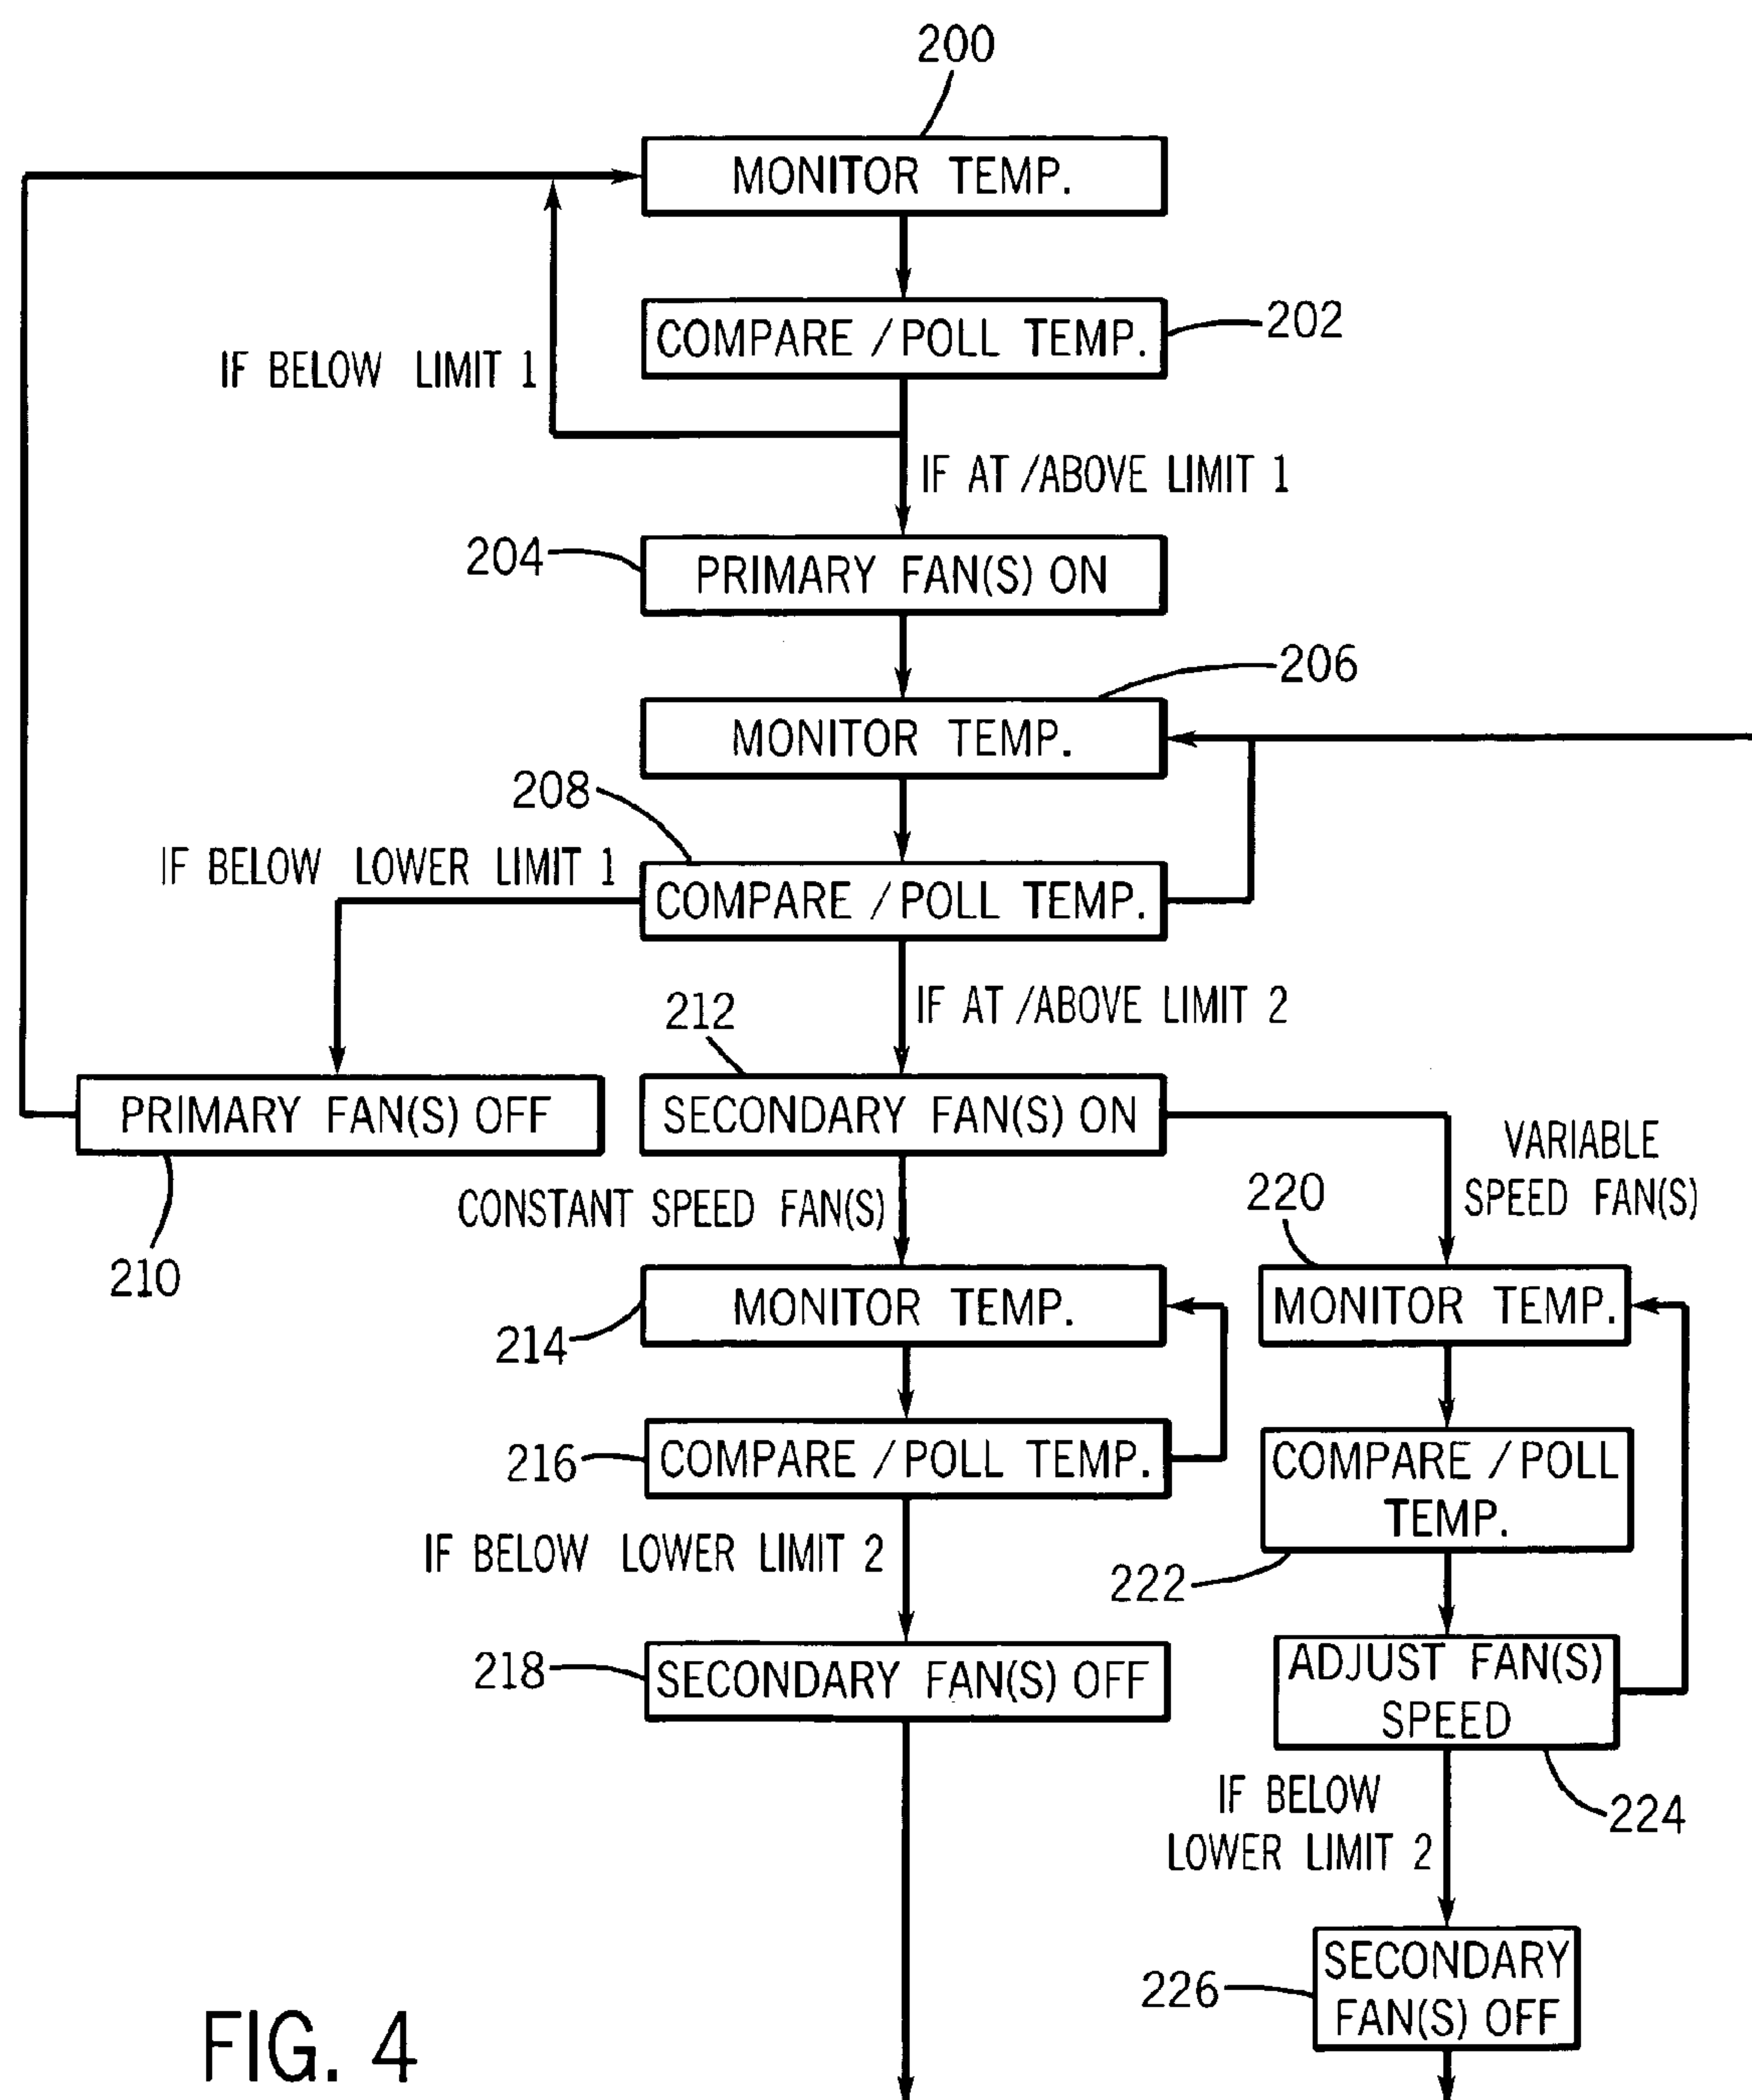 200
MONITOR TEMP.
COMPARE / POLL TEMP.
202
IF BELOW LIMIT 1
IF AT / ABOVE LIMIT 1
204
PRIMARY FAN(S) ON
206
MONITOR TEMP.
208
IF BELOW LOWER LIMIT 1
COMPARE / POLL TEMP.
212
IF AT / ABOVE LIMIT 2
PRIMARY FAN(S) OFF
SECONDARY FAN(S) ON
VARIABLE
SPEED FAN(S)
CONSTANT SPEED FAN(S)
220
210
MONITOR TEMP.
MONITOR TEMP.
214
216
COMPARE / POLL TEMP.
COMPARE / POLL
TEMP.
IF BELOW LOWER LIMIT 2
222
218
SECONDARY FAN(S) OFF
ADJUST FAN(S)
SPEED
IF BELOW
LOWER LIMIT 2
224
226
SECONDARY
FAN(S) OFF
FIG. 4